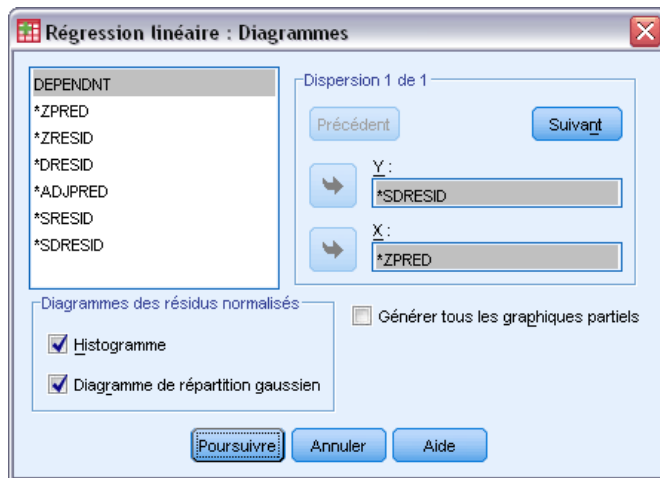 Régression linéaire : Diagrammes
DEPENDNT
*ZPRED
*ZRESID
*DRESID
*ADJPRED
*SRESID
*SDRESID
Dispersion 1 de 1
Précédent
Suivant
Y :
*SDRESID
X :
*ZPRED
Diagrammes des résidus normalisés
Histogramme
Diagramme de répartition gaussien
Générer tous les graphiques partiels
Poursuivre
Annuler
Aide